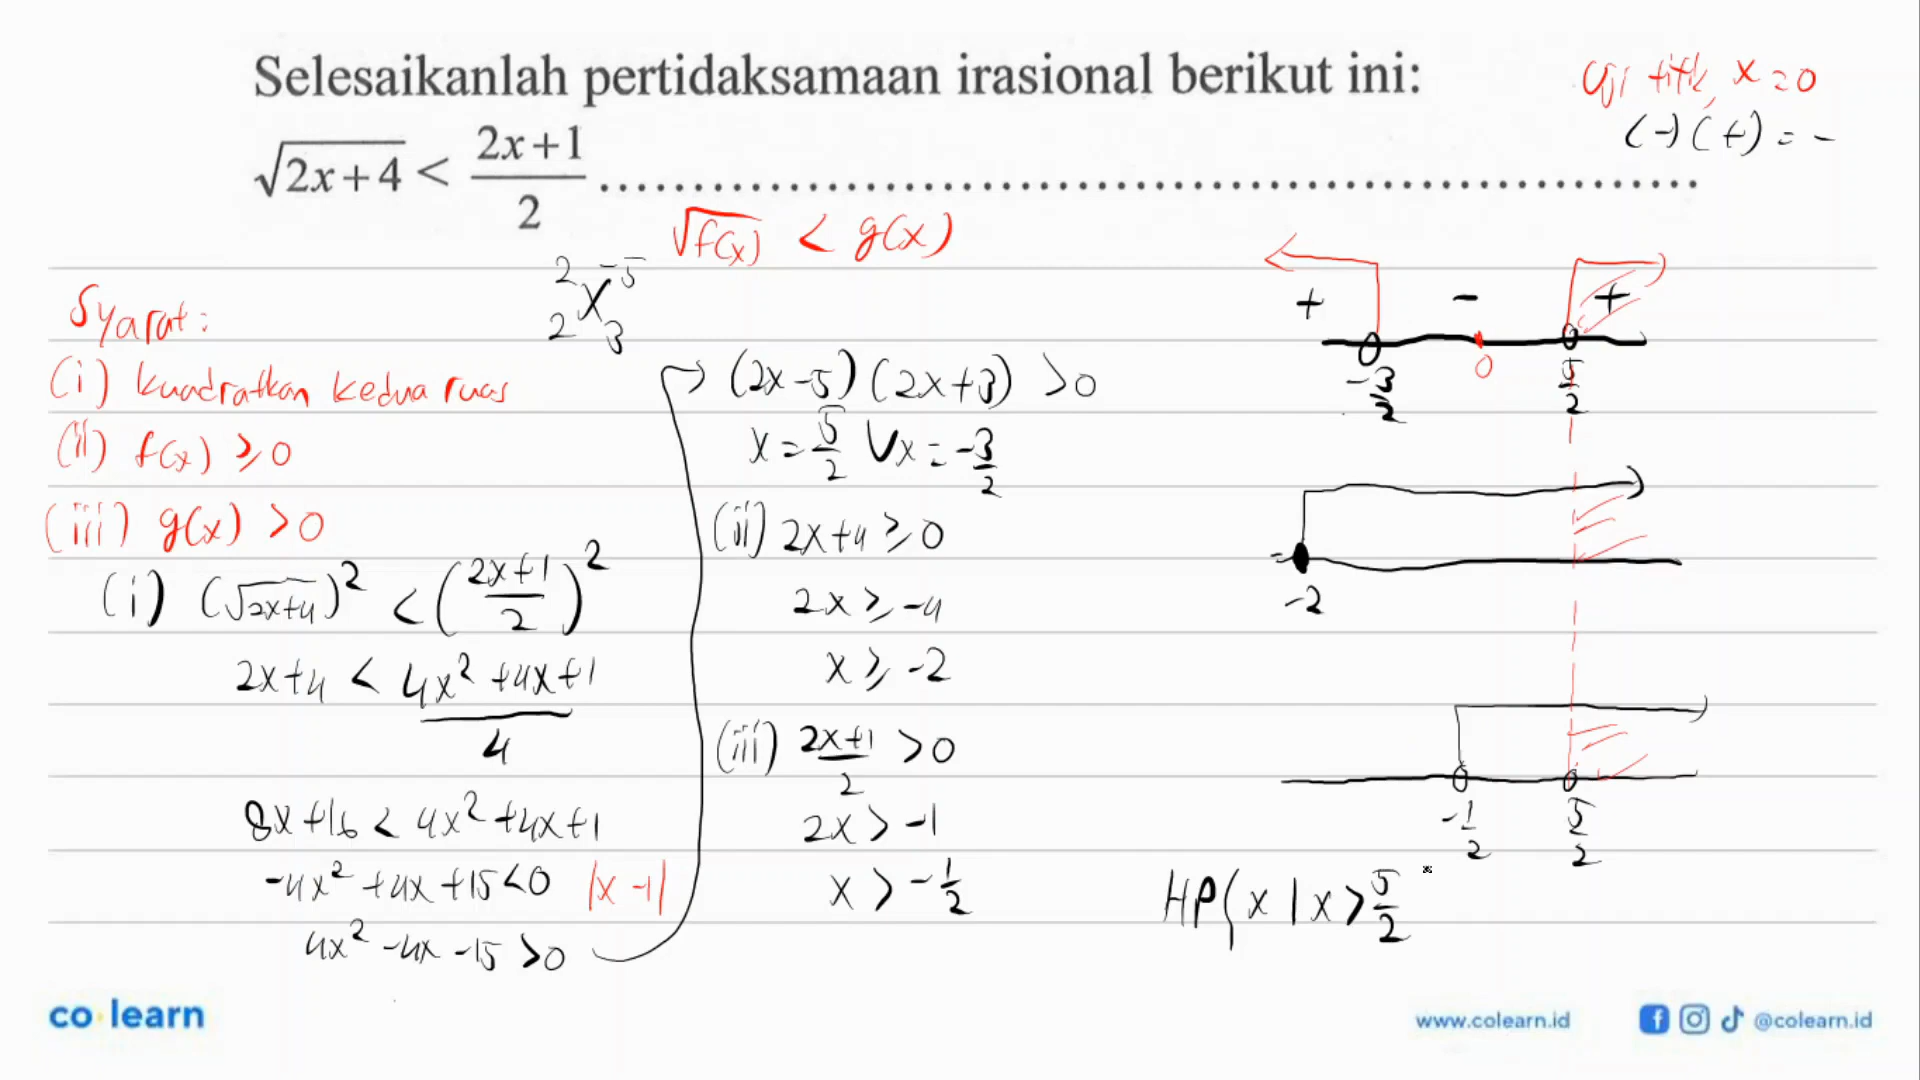 Selesaikanlah pertidaksamaan irasional berikut ini:
√(2x+4) < (2x+1)/2 ........................................................................
Uji titik, x=0
(-)(+) = -
√f(x) < g(x)
Syarat:
(i) kuadratkan kedua ruas
(ii) f(x) ≥ 0
(iii) g(x) > 0
(i) (√2x+4)² < ((2x+1)/2)²
2x+4 < (4x²+4x+1)/4
8x+16 < 4x²+4x+1
-4x²+4x+15<0 |x -1|
4x²-4x-15>0
2 -5
X
2 3
(2x-5)(2x+3) >0
x = 5/2 V x = -3/2
(ii) 2x+4 ≥ 0
2x ≥ -4
x ≥ -2
(iii) (2x+1)/2 >0
2x > -1
x > -1/2
+ - +
-3/2 0 5/2
-2
-1/2 5/2
HP( x | x > 5/2
co learn
www.colearn.id
@colearn.id